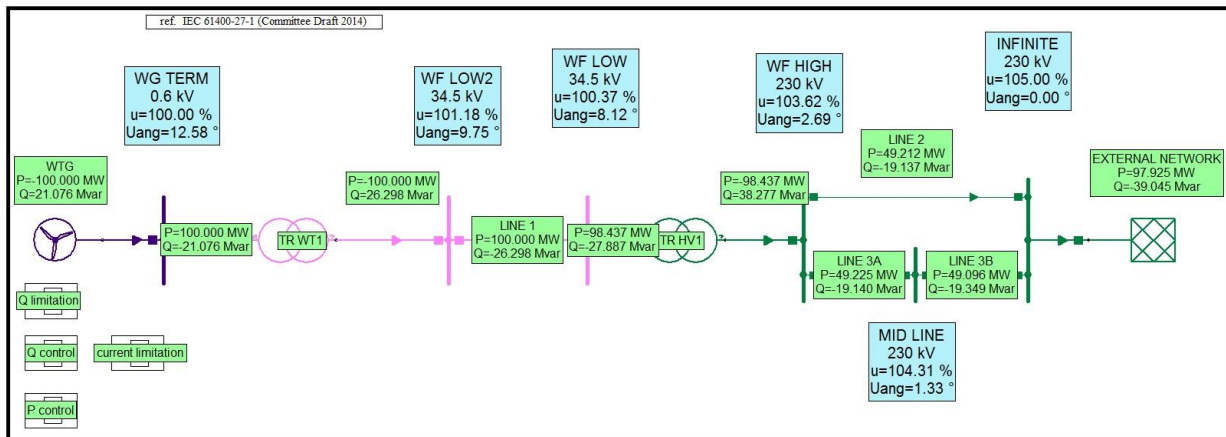 ref. IEC 61400-27-1 (Committee Draft 2014)
WG TERM
0.6 kV
u=100.00 %
Uang=12.58 °
WF LOW2
34.5 kV
u=101.18 %
Uang=9.75 °
WF LOW
34.5 kV
u=100.37 %
Uang=8.12 °
WF HIGH
230 kV
u=103.62 %
Uang=2.69 °
INFINITE
230 kV
u=105.00 %
Uang=0.00 °
WTG
P=-100.000 MW
Q=21.076 Mvar
P=100.000 MW
Q=-21.076 Mvar
TR WT1
P=-100.000 MW
Q=26.298 Mvar
LINE 1
P=100.000 MW
Q=-26.298 Mvar
P=98.437 MW
Q=-27.887 Mvar
TR HV1
P=-98.437 MW
Q=38.277 Mvar
LINE 2
P=49.212 MW
Q=-19.137 Mvar
LINE 3A
P=49.225 MW
Q=-19.140 Mvar
LINE 3B
P=49.096 MW
Q=-19.349 Mvar
EXTERNAL NETWORK
P=97.925 MW
Q=-39.045 Mvar
MID LINE
230 kV
u=104.31 %
Uang=1.33 °
Q limitation
Q control
current limitation
P control